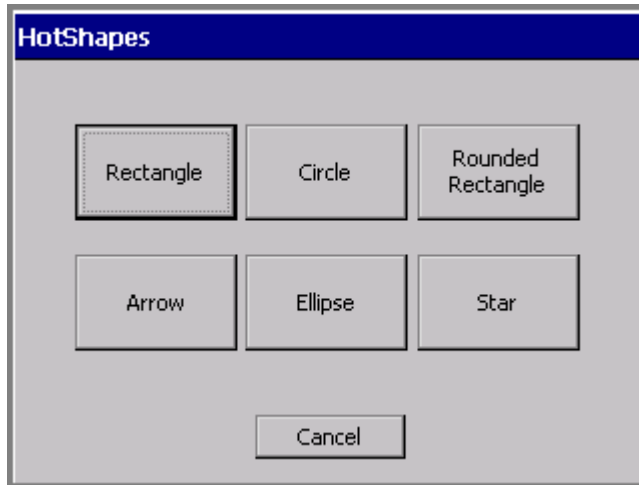 HotShapes
Rectangle
Circle
Rounded
Rectangle
Arrow
Ellipse
Star
Cancel